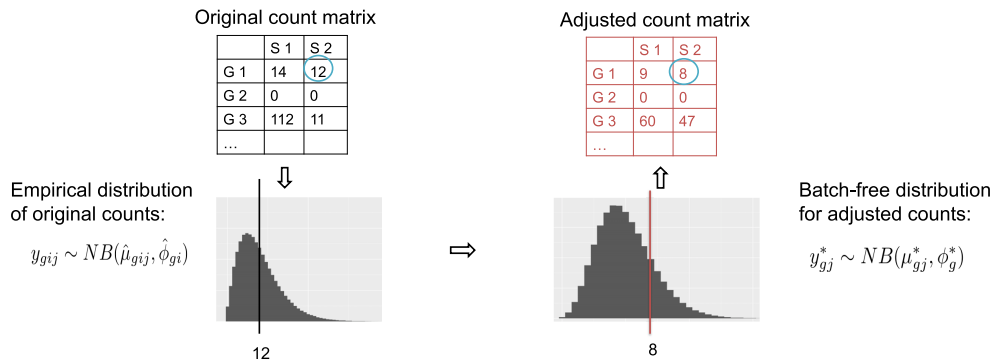 Original count matrix
S 1 S 2
G 1 14 12
G 2 0 0
G 3 112 11
…
Adjusted count matrix
S 1 S 2
G 1 9 8
G 2 0 0
G 3 60 47
…
Empirical distribution
of original counts:
y_{gij} ∼ NB(μ̂_{gij}, ϕ̂_{gi})
12
⇩
⇨
⇧
Batch-free distribution
for adjusted counts:
y*_{gj} ∼ NB(μ*_{gj}, ϕ*_g)
8